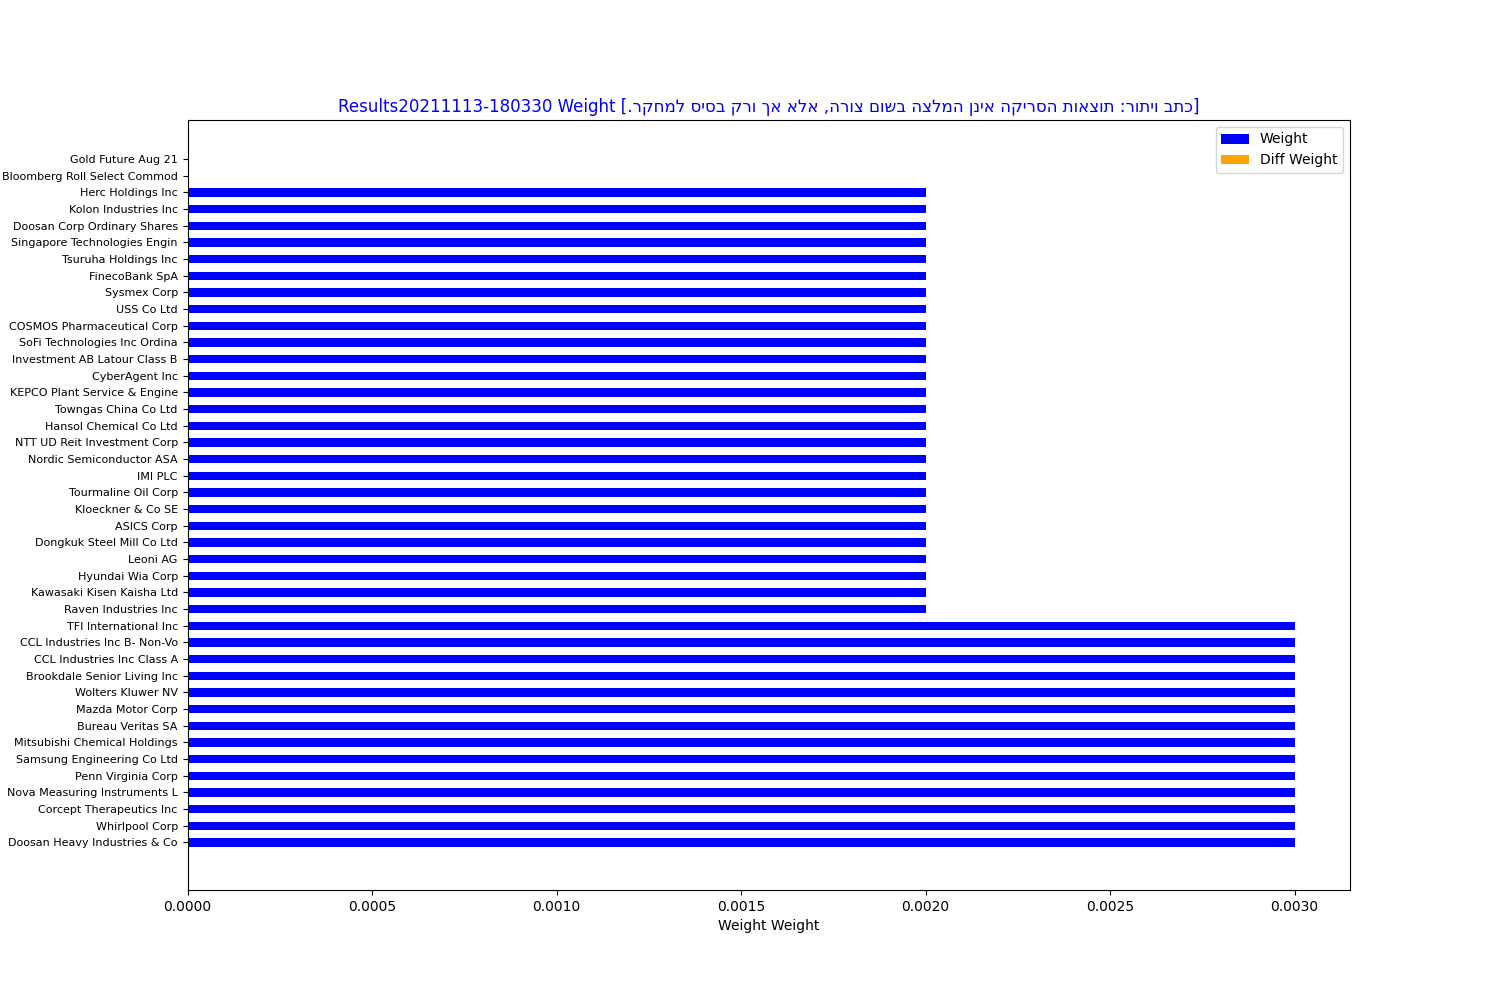 Results20211113-180330 Weight [כתב ויתור: תוצאות הסריקה אינן המלצה בשום צורה, אלא אך ורק בסיס למחקר.]
Weight
Diff Weight
Gold Future Aug 21
Bloomberg Roll Select Commod
Herc Holdings Inc
Kolon Industries Inc
Doosan Corp Ordinary Shares
Singapore Technologies Engin
Tsuruha Holdings Inc
FinecoBank SpA
Sysmex Corp
USS Co Ltd
COSMOS Pharmaceutical Corp
SoFi Technologies Inc Ordina
Investment AB Latour Class B
CyberAgent Inc
KEPCO Plant Service & Engine
Towngas China Co Ltd
Hansol Chemical Co Ltd
NTT UD Reit Investment Corp
Nordic Semiconductor ASA
IMI PLC
Tourmaline Oil Corp
Kloeckner & Co SE
ASICS Corp
Dongkuk Steel Mill Co Ltd
Leoni AG
Hyundai Wia Corp
Kawasaki Kisen Kaisha Ltd
Raven Industries Inc
TFI International Inc
CCL Industries Inc B- Non-Vo
CCL Industries Inc Class A
Brookdale Senior Living Inc
Wolters Kluwer NV
Mazda Motor Corp
Bureau Veritas SA
Mitsubishi Chemical Holdings
Samsung Engineering Co Ltd
Penn Virginia Corp
Nova Measuring Instruments L
Corcept Therapeutics Inc
Whirlpool Corp
Doosan Heavy Industries & Co
0.0000 0.0005 0.0010 0.0015 0.0020 0.0025 0.0030
Weight Weight